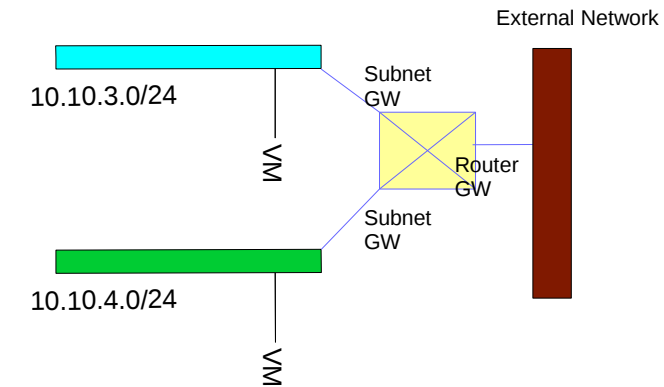 External Network
Subnet
GW
10.10.3.0/24
VM
Router
GW
Subnet
GW
10.10.4.0/24
VM